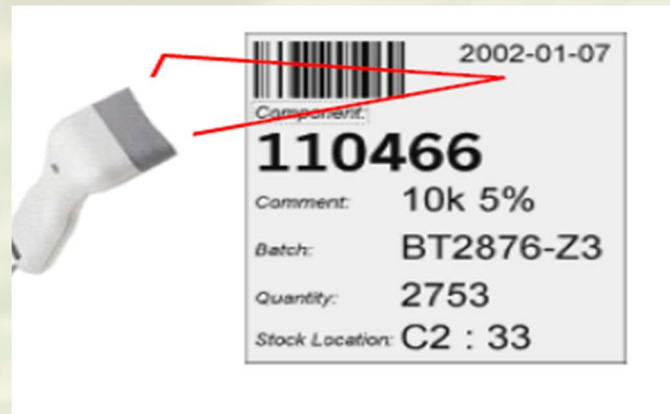 2002-01-07
Component:
110466
Comment: 10k 5%
Batch: BT2876-Z3
Quantity: 2753
Stock Location: C2 : 33